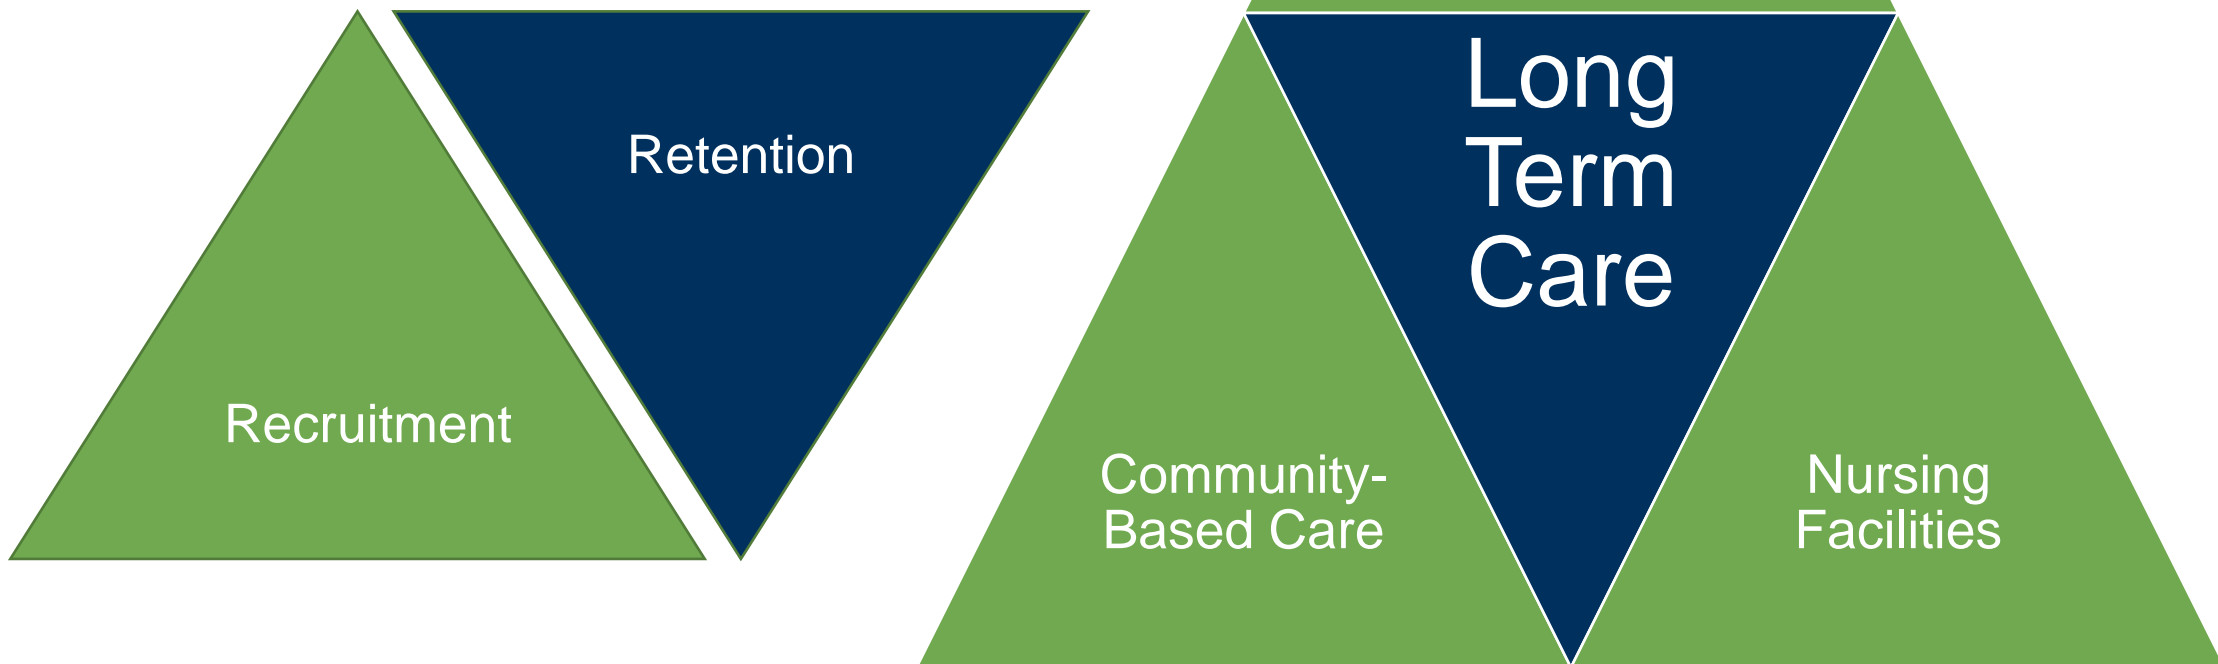 Retention
Recruitment
Long
Term
Care
Community-
Based Care
Nursing
Facilities